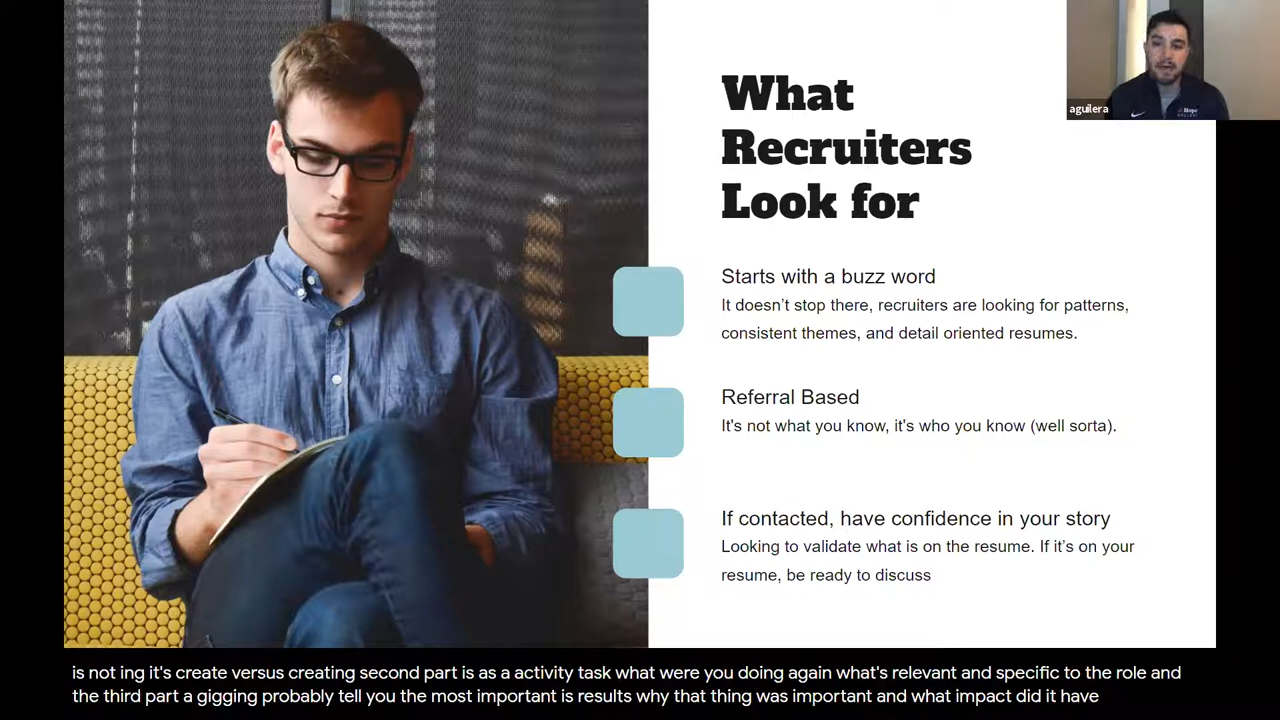 What
Recruiters
Look for
aguilera
Hope
Starts with a buzz word
It doesn’t stop there, recruiters are looking for patterns,
consistent themes, and detail oriented resumes.
Referral Based
It's not what you know, it's who you know (well sorta).
If contacted, have confidence in your story
Looking to validate what is on the resume. If it’s on your
resume, be ready to discuss
is not ing it's create versus creating second part is as a activity task what were you doing again what's relevant and specific to the role and
the third part a gigging probably tell you the most important is results why that thing was important and what impact did it have